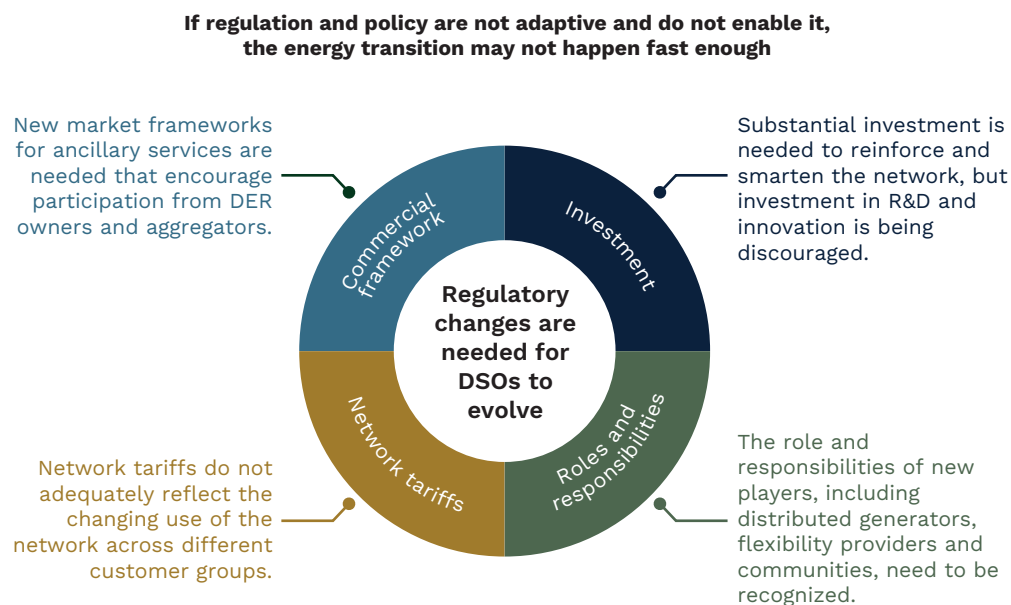 If regulation and policy are not adaptive and do not enable it,
the energy transition may not happen fast enough
New market frameworks
for ancillary services are
needed that encourage
participation from DER
owners and aggregators.
Substantial investment is
needed to reinforce and
smarten the network, but
investment in R&D and
innovation is being
discouraged.
Commercial
framework
Investment
Regulatory
changes are
needed for
DSOs to
evolve
Network tariffs
Roles and
responsibilities
Network tariffs do not
adequately reflect the
changing use of the
network across different
customer groups.
The role and
responsibilities of new
players, including
distributed generators,
flexibility providers and
communities, need to be
recognized.